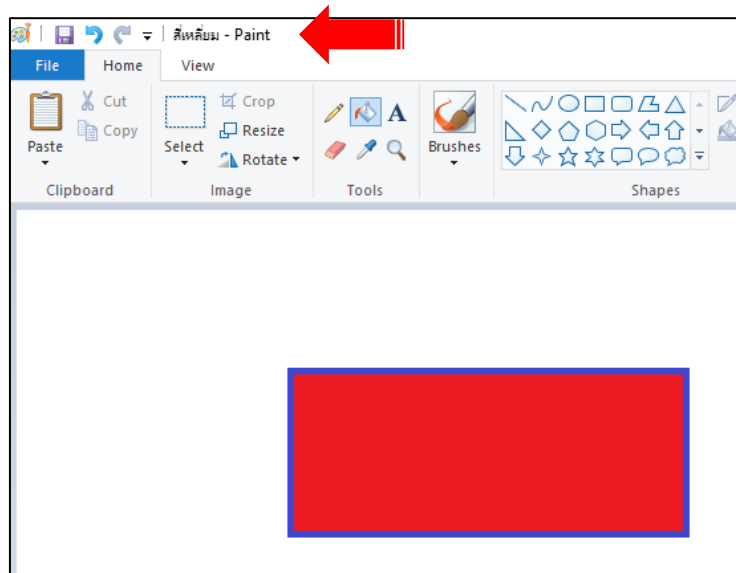 สี่เหลี่ยม - Paint
File Home View
Paste
Cut
Copy
Clipboard
Select
Crop
Resize
Rotate
Image
A
Tools
Brushes
Shapes